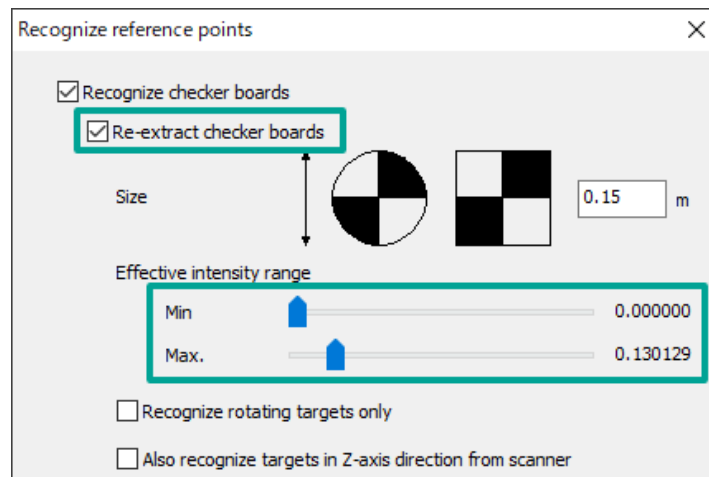 Recognize reference points
Recognize checker boards
Re-extract checker boards
Size
0.15 m
Effective intensity range
Min 0.000000
Max. 0.130129
Recognize rotating targets only
Also recognize targets in Z-axis direction from scanner